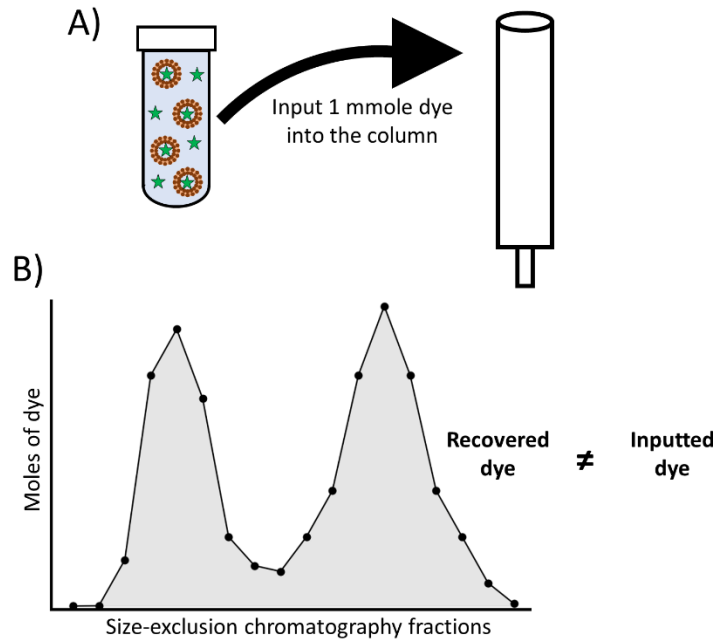 A)
Input 1 mmole dye
into the column
B)
Moles of dye
Recovered
dye
≠
Inputted
dye
Size-exclusion chromatography fractions